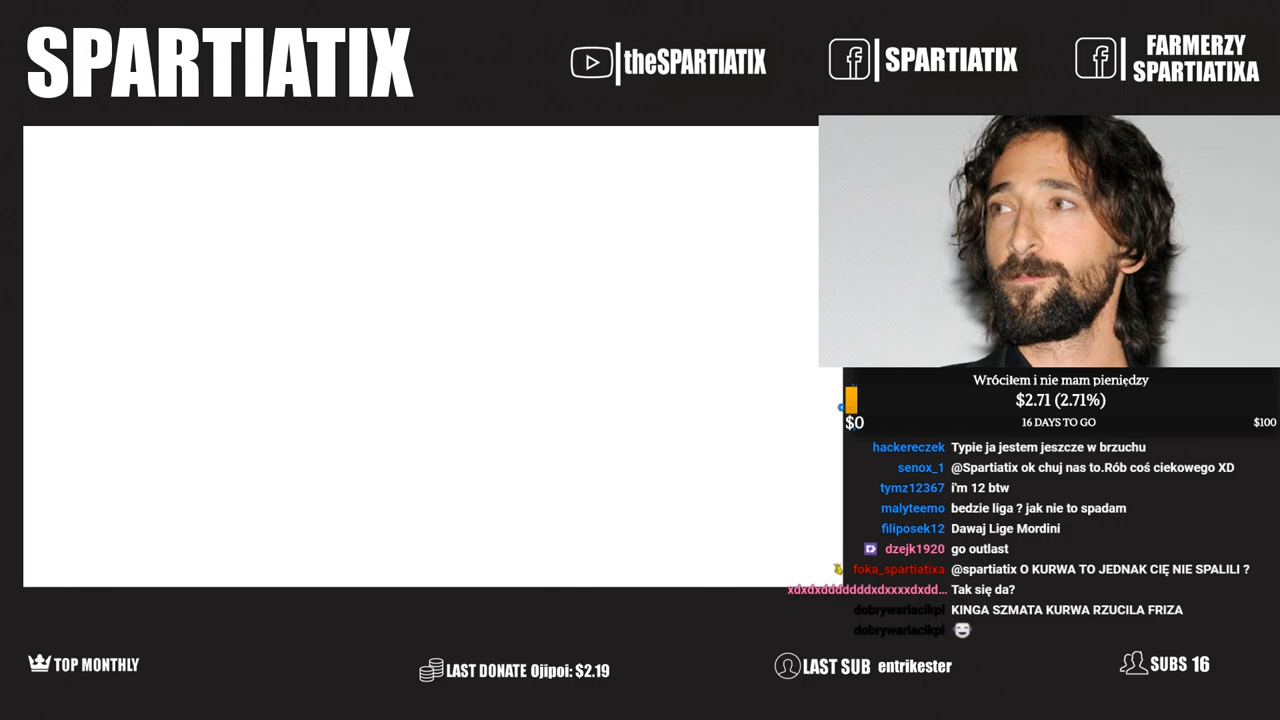 SPARTIATIX
theSPARTIATIX
SPARTIATIX
FARMERZY
SPARTIATIXA
Wróciłem i nie mam pieniędzy
$2.71 (2.71%)
$0 16 DAYS TO GO $100
hackereczek Typie ja jestem jeszcze w brzuchu
senox_1 @Spartiatix ok chuj nas to.Rób coś ciekowego XD
tymz12367 i'm 12 btw
malyteemo bedzie liga ? jak nie to spadam
filiposek12 Dawaj Lige Mordini
dzejk1920 go outlast
foka_spartiatixa @spartiatix O KURWA TO JEDNAK CIĘ NIE SPALILI ?
xdxdxdddddddxdxxxxdxdd... Tak się da?
dobrywariacikpl KINGA SZMATA KURWA RZUCILA FRIZA
dobrywariacikpl
TOP MONTHLY
LAST DONATE Ojipoi: $2.19
LAST SUB entrikester
SUBS 16